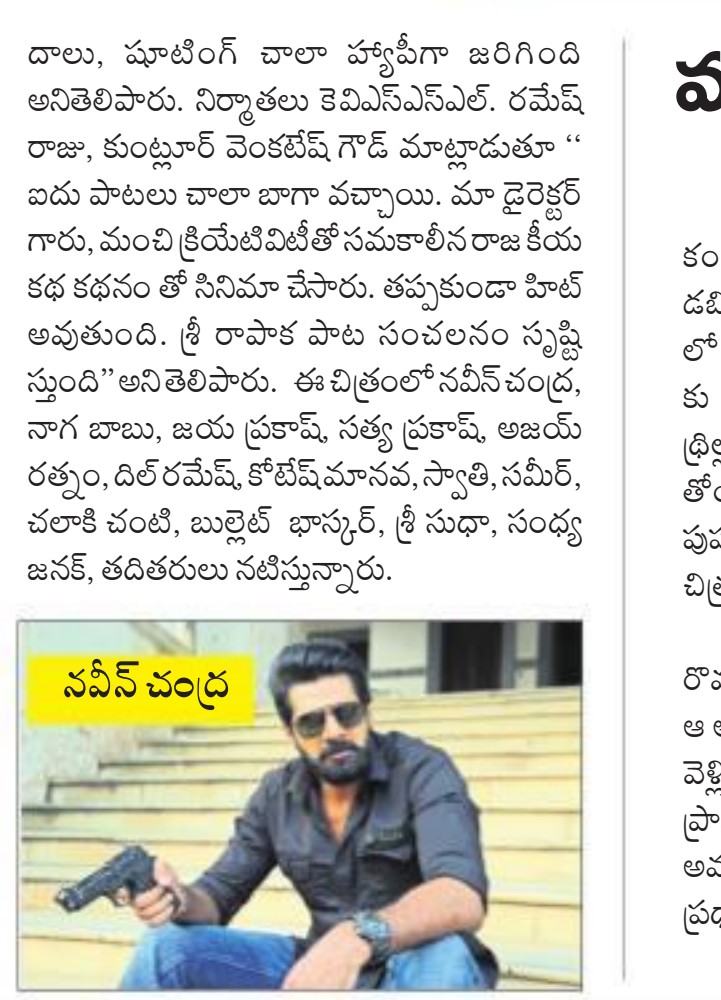 దాలు, షూటింగ్ చాలా హ్యాపీగా జరిగింది
అనితెలిపారు. నిర్మాతలు కెవిఎస్ఎస్ఎల్. రమేష్
రాజు, కుంట్లూర్ వెంకటేష్ గౌడ్ మాట్లాడుతూ ‘‘
ఐదు పాటలు చాలా బాగా వచ్చాయి. మా డైరెక్టర్
గారు, మంచి క్రియేటివిటీతో సమకాలీన రాజ కీయ
కథ కథనం తో సినిమా చేసారు. తప్పకుండా హిట్
అవుతుంది. శ్రీ రాపాక పాట సంచలనం సృష్టి
స్తుంది’’ అని తెలిపారు. ఈ చిత్రంలో నవీన్ చంద్ర,
నాగ బాబు, జయ ప్రకాష్, సత్య ప్రకాష్, అజయ్
రత్నం, దిల్ రమేష్, కోటేష్ మానవ, స్వాతి, సమీర్,
చలాకి చంటి, బుల్లెట్ భాస్కర్, శ్రీ సుధా, సంధ్య
జనక్, తదితరులు నటిస్తున్నారు.
నవీన్ చంద్ర
కం
లో
కు
ఆ